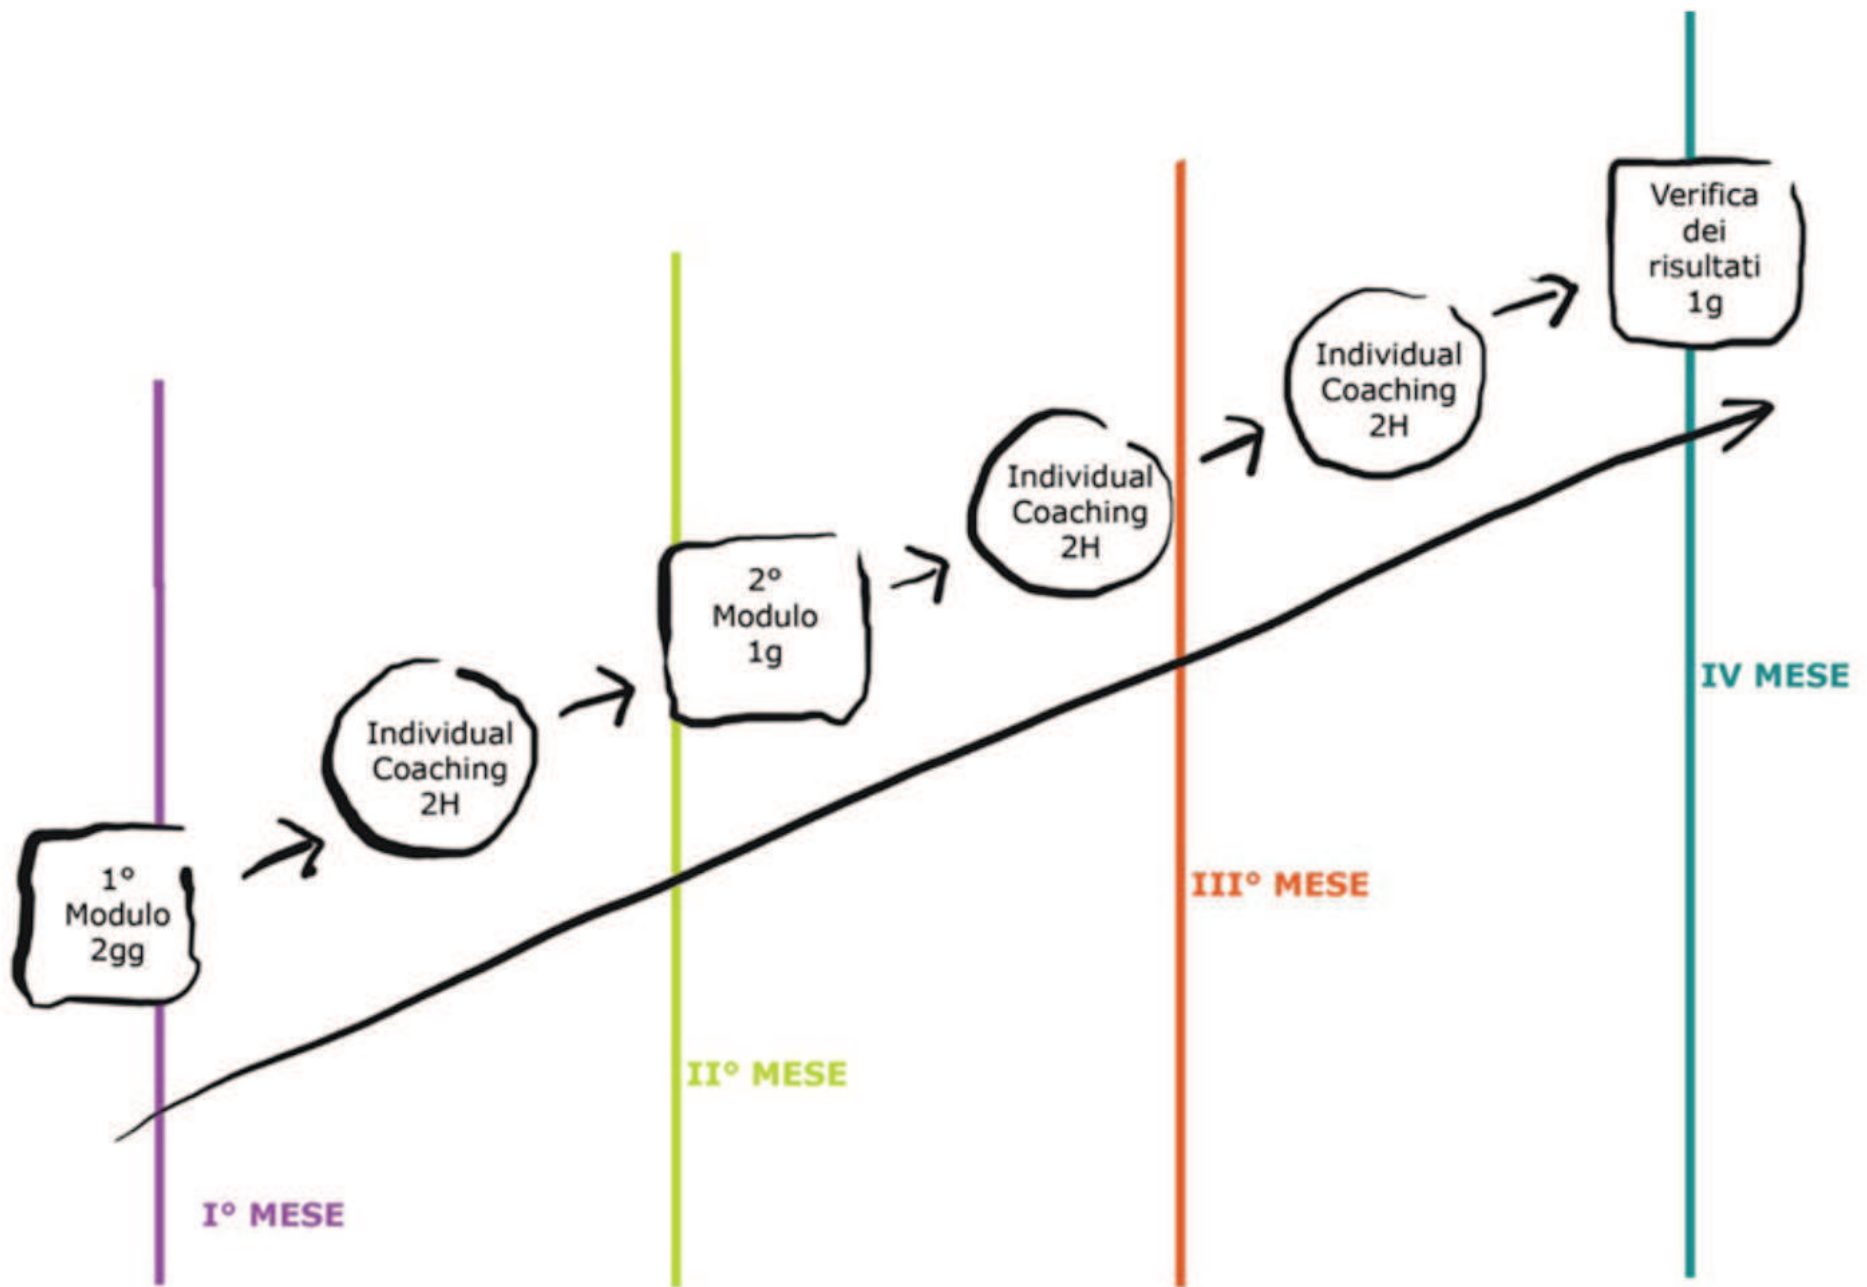 1°
Modulo
2gg
Individual
Coaching
2H
2°
Modulo
1g
Individual
Coaching
2H
Individual
Coaching
2H
Verifica
dei
risultati
1g
I° MESE
II° MESE
III° MESE
IV MESE